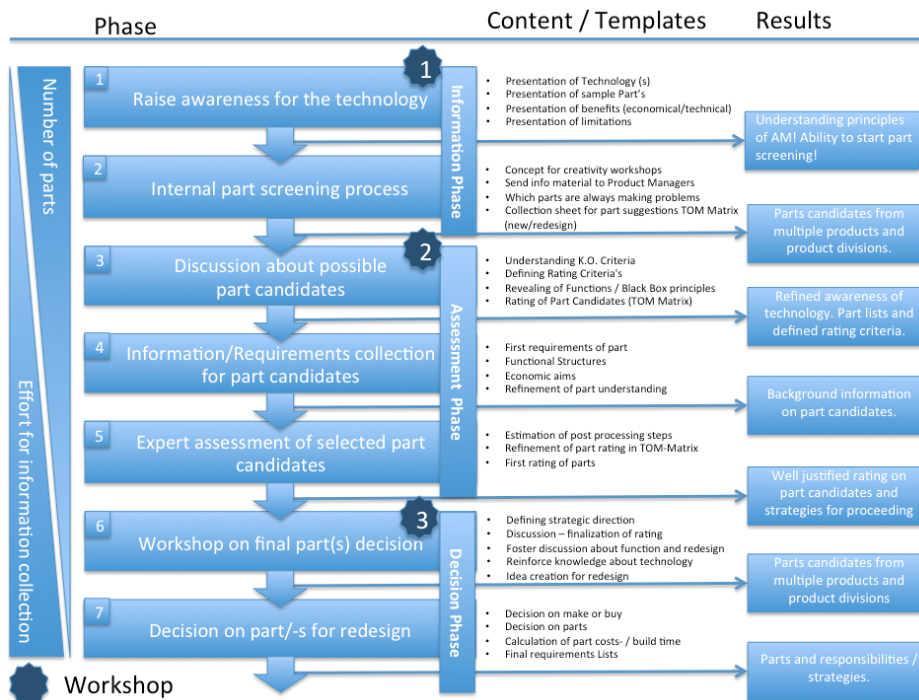 Phase
Content / Templates
Results
Number of parts
Effort for information collection
1
Raise awareness for the technology
1
Information Phase
• Presentation of Technology (s)
• Presentation of sample Part's
• Presentation of benefits (economical/technical)
• Presentation of limitations
Understanding principles
of AM! Ability to start part
screening!
2
Internal part screening process
• Concept for creativity workshops
• Send info material to Product Managers
• Which parts are always making problems
• Collection sheet for part suggestions TOM Matrix
(new/redesign)
Parts candidates from
multiple products and
product divisions.
3
Discussion about possible
part candidates
2
Assessment Phase
• Understanding K.O. Criteria
• Defining Rating Criteria's
• Revealing of Functions / Black Box principles
• Rating of Part Candidates (TOM Matrix)
Refined awareness of
technology. Part lists and
defined rating criteria.
4
Information/Requirements collection
for part candidates
• First requirements of part
• Functional Structures
• Economic aims
• Refinement of part understanding
Background information
on part candidates.
5
Expert assessment of selected part
candidates
• Estimation of post processing steps
• Refinement of part rating in TOM-Matrix
• First rating of parts
Well justified rating on
part candidates and
strategies for proceeding
6
Workshop on final part(s) decision
3
Decision Phase
• Defining strategic direction
• Discussion – finalization of rating
• Foster discussion about function and redesign
• Reinforce knowledge about technology
• Idea creation for redesign
Parts candidates from
multiple products and
product divisions
7
Decision on part/-s for redesign
• Decision on make or buy
• Decision on parts
• Calculation of part costs- / build time
• Final requirements Lists
Parts and responsibilities /
strategies.
Workshop